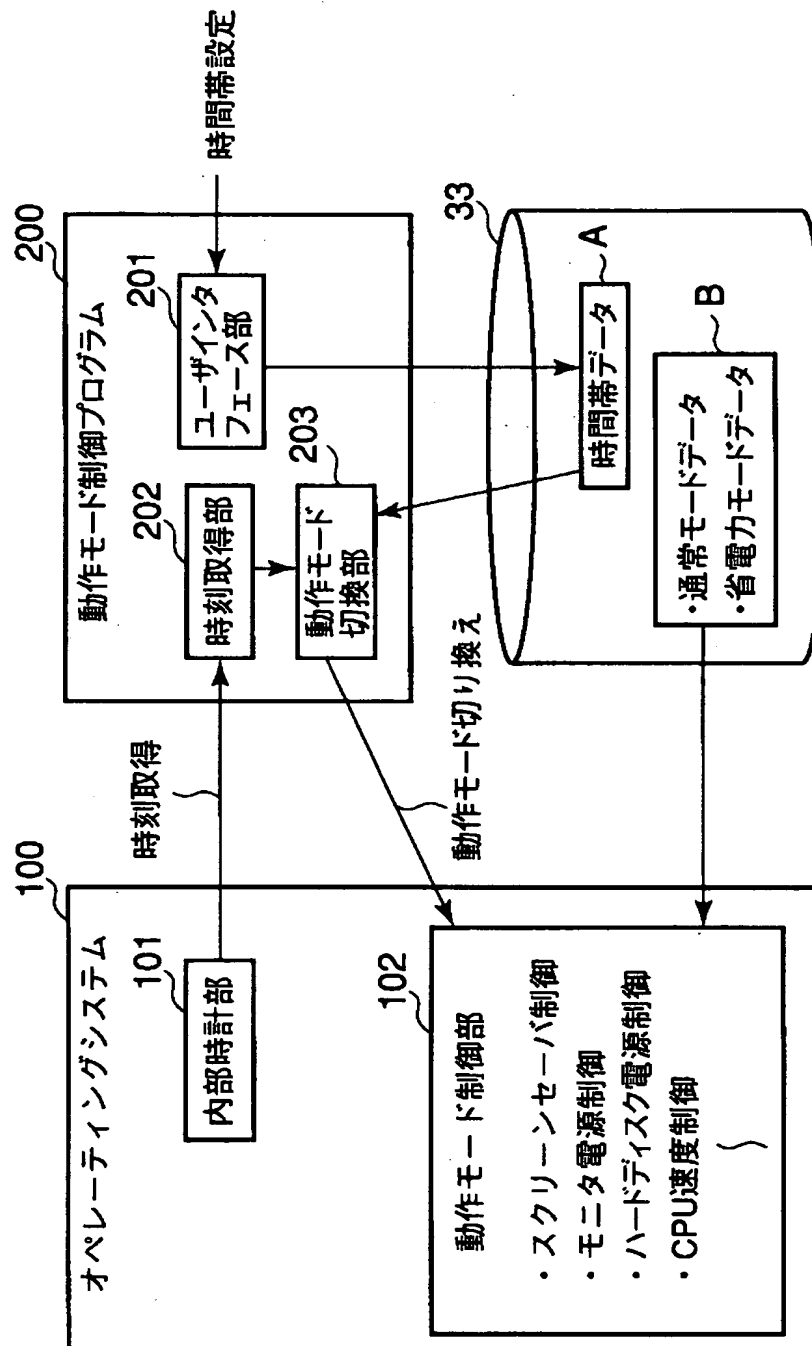 100
オペレーティングシステム
101
内部時計部
時刻取得
102
動作モード制御部
・スクリーンセーバ制御
・モニタ電源制御
・ハードディスク電源制御
・CPU速度制御
動作モード切り換え
200
動作モード制御プログラム
202
時刻取得部
201
ユーザインタ
フェース部
時間帯設定
203
動作モード
切換部
33
時間帯データ
A
B
・通常モードデータ
・省電力モードデータ